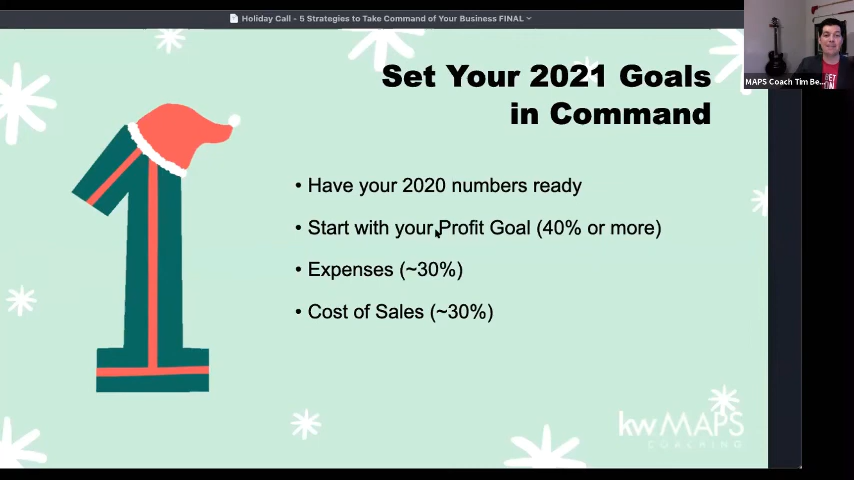 Holiday Call - 5 Strategies to Take Command of Your Business FINAL
MAPS Coach Tim Be...
Set Your 2021 Goals
in Command
• Have your 2020 numbers ready
• Start with your Profit Goal (40% or more)
• Expenses (~30%)
• Cost of Sales (~30%)
kw MAPS
COACHING